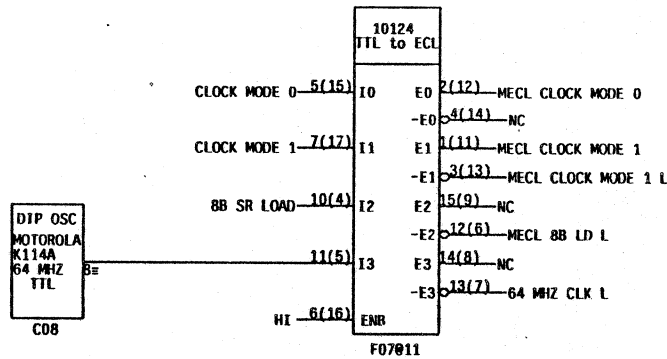 10124
TTL to ECL
CLOCK MODE 0 5(15) I0 E0 2(12) MECL CLOCK MODE 0
-E0 4(14) NC
CLOCK MODE 1 7(17) I1 E1 1(11) MECL CLOCK MODE 1
-E1 3(13) MECL CLOCK MODE 1 L
8B SR LOAD 10(4) I2 E2 15(9) NC
-E2 12(6) MECL 8B LD L
DIP OSC
MOTOROLA
K114A
64 MHZ
TTL
8=
C08
11(5) I3 E3 14(8) NC
-E3 13(7) 64 MHZ CLK L
HI 6(16) ENB
F07@11